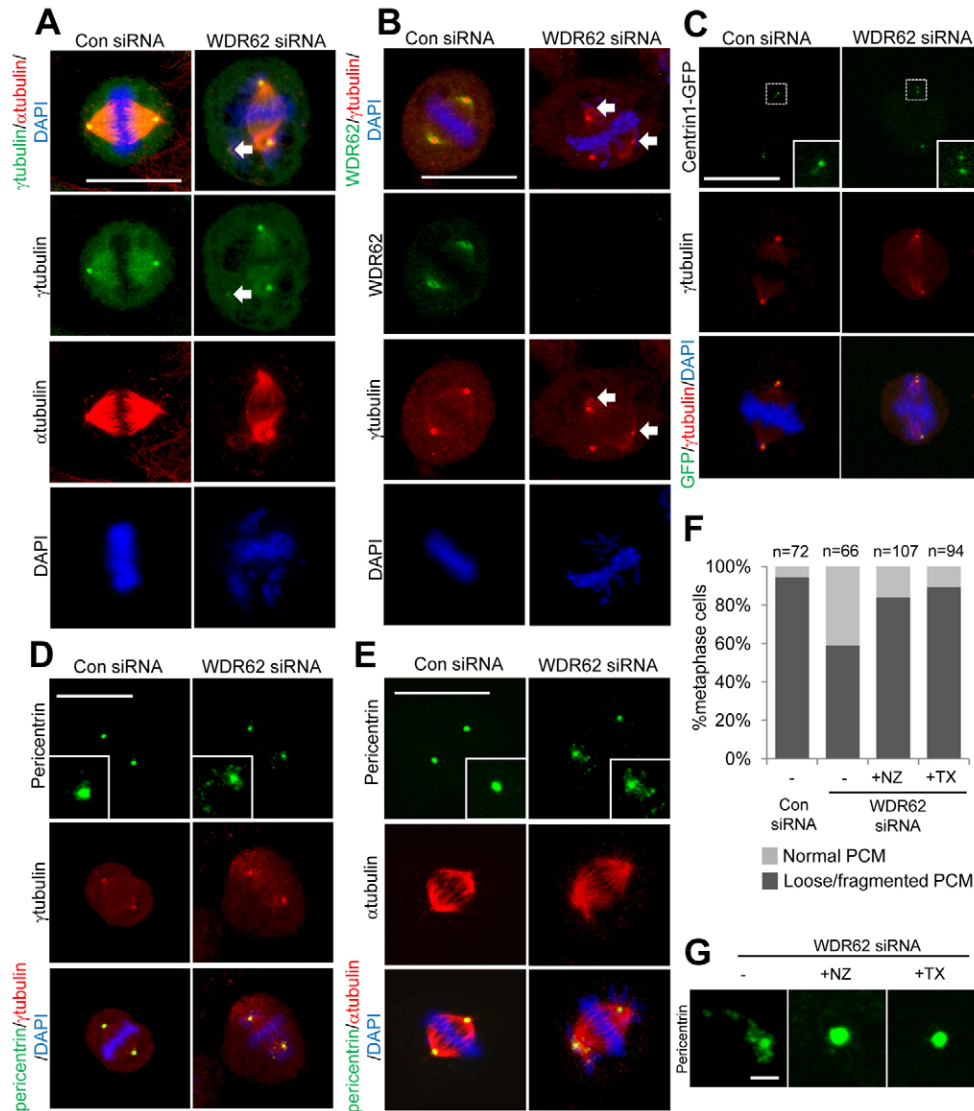 A
Con siRNA WDR62 siRNA
γtubulin/αtubulin/
DAPI
γtubulin
αtubulin
DAPI
B
Con siRNA WDR62 siRNA
WDR62/γtubulin/
DAPI
WDR62
γtubulin
DAPI
C
Con siRNA WDR62 siRNA
Centrin1-GFP
γtubulin
GFP/γtubulin/DAPI
D
Con siRNA WDR62 siRNA
Pericentrin
γtubulin
pericentrin/γtubulin
/DAPI
E
Con siRNA WDR62 siRNA
Pericentrin
αtubulin
pericentrin/αtubulin
/DAPI
F
n=72 n=66 n=107 n=94
%metaphase cells
100%
80%
60%
40%
20%
0%
- - +NZ +TX
Con
siRNA
WDR62
siRNA
Normal PCM
Loose/fragmented PCM
G
WDR62 siRNA
- +NZ +TX
Pericentrin